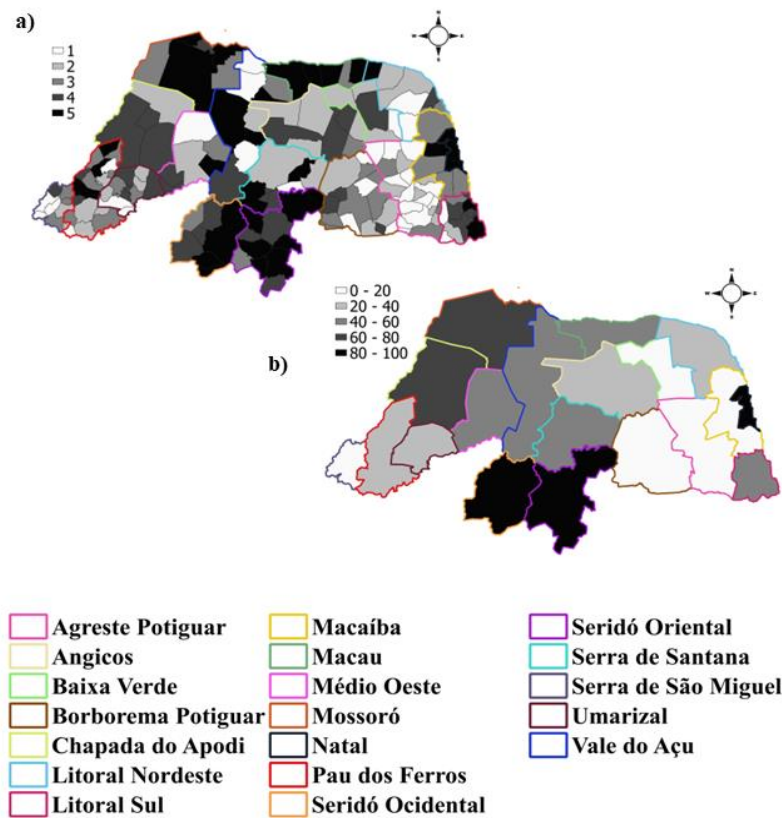 a)
1
2
3
4
5
b)
0 - 20
20 - 40
40 - 60
60 - 80
80 - 100
Agreste Potiguar
Angicos
Baixa Verde
Borborema Potiguar
Chapada do Apodi
Litoral Nordeste
Litoral Sul
Macaíba
Macau
Médio Oeste
Mossoró
Natal
Pau dos Ferros
Seridó Ocidental
Seridó Oriental
Serra de Santana
Serra de São Miguel
Umarizal
Vale do Açu